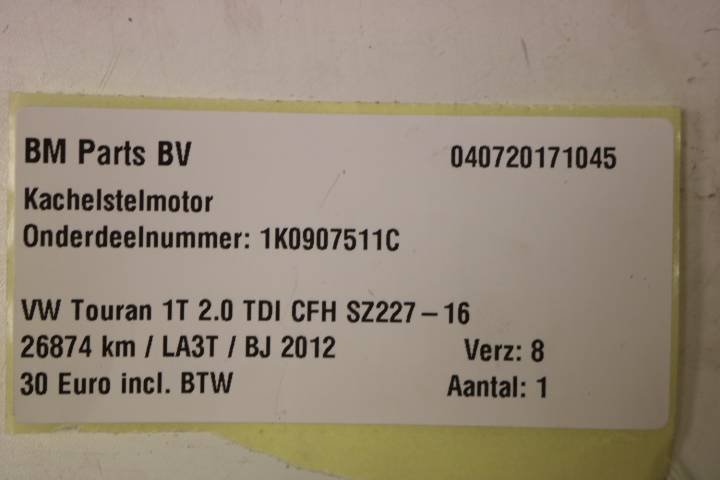 BM Parts BV 040720171045
Kachelstelmotor
Onderdeelnummer: 1K0907511C
VW Touran 1T 2.0 TDI CFH SZ227-16
26874 km / LA3T / BJ 2012 Verz: 8
30 Euro incl. BTW Aantal: 1